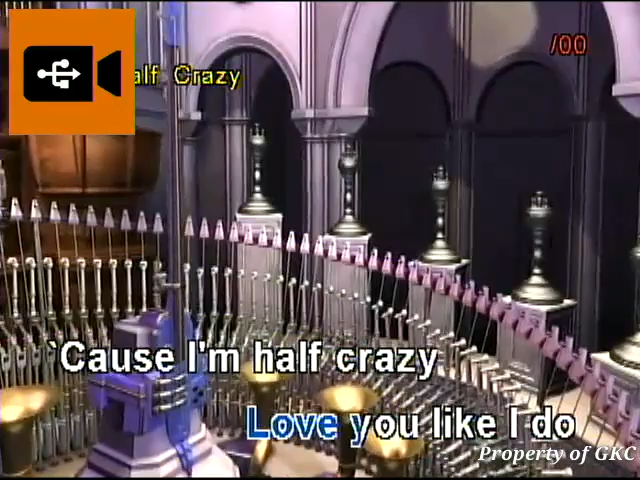 /00
alf Crazy
`Cause I'm half crazy
Love you like I do
Property of GKC